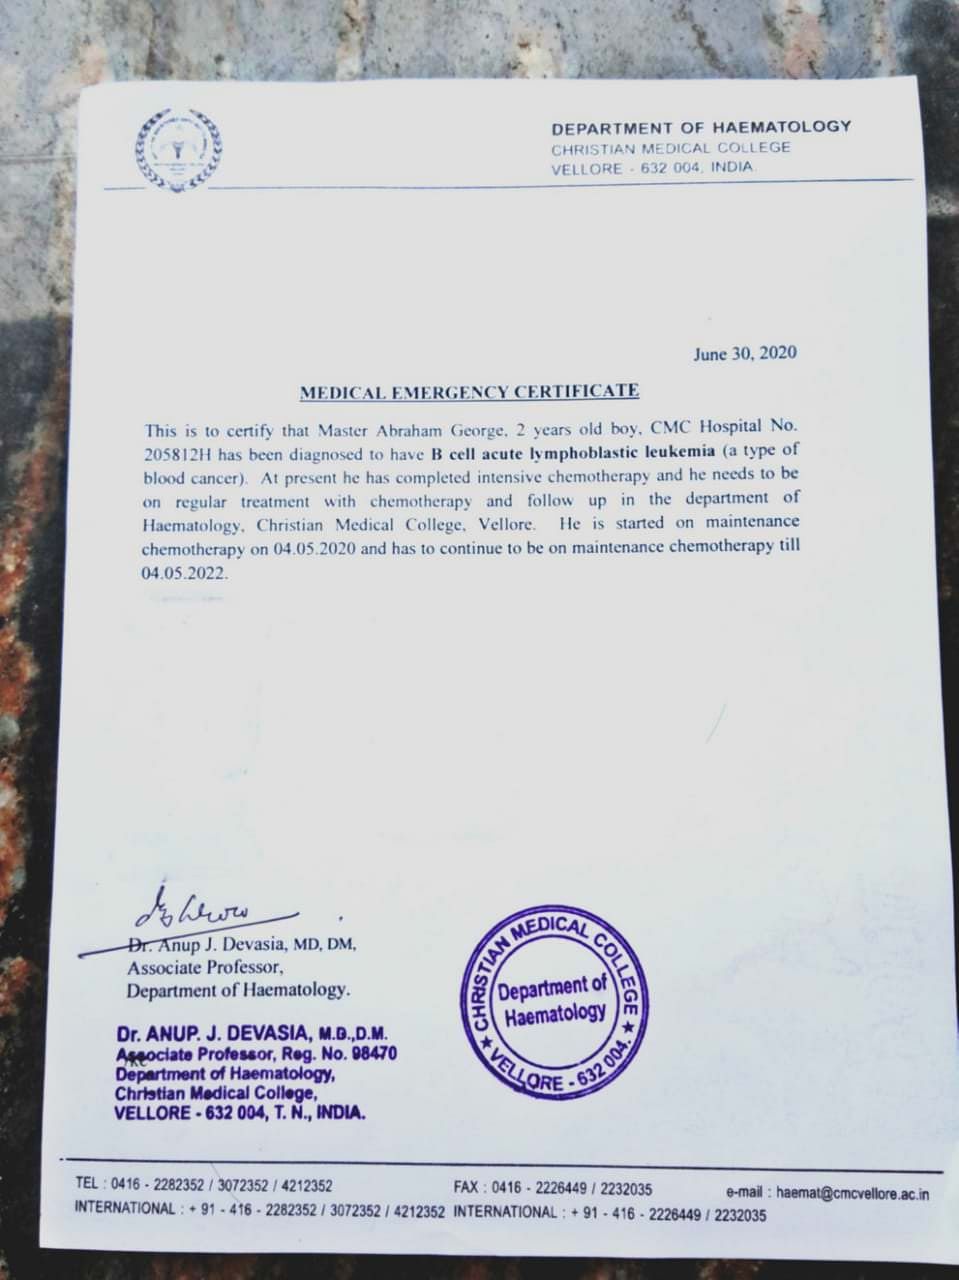 DEPARTMENT OF HAEMATOLOGY
CHRISTIAN MEDICAL COLLEGE
VELLORE - 632 004, INDIA
June 30, 2020
MEDICAL EMERGENCY CERTIFICATE
This is to certify that Master Abraham George, 2 years old boy, CMC Hospital No.
205812H has been diagnosed to have B cell acute lymphoblastic leukemia (a type of
blood cancer). At present he has completed intensive chemotherapy and he needs to be
on regular treatment with chemotherapy and follow up in the department of
Haematology, Christian Medical College, Vellore. He is started on maintenance
chemotherapy on 04.05.2020 and has to continue to be on maintenance chemotherapy till
04.05.2022.
Dr. Anup J. Devasia, MD, DM,
Associate Professor,
Department of Haematology.
Dr. ANUP. J. DEVASIA, M.D.,D.M.
Associate Professor, Reg. No. 98470
Department of Haematology,
Christian Medical College,
VELLORE - 632 004, T. N., INDIA.
CHRISTIAN MEDICAL COLLEGE
Department of
Haematology
★ VELLORE - 632 004. ★
TEL : 0416 - 2282352 / 3072352 / 4212352 FAX : 0416 - 2226449 / 2232035 e-mail : haemat@cmcvellore.ac.in
INTERNATIONAL : + 91 - 416 - 2282352 / 3072352 / 4212352 INTERNATIONAL : + 91 - 416 - 2226449 / 2232035